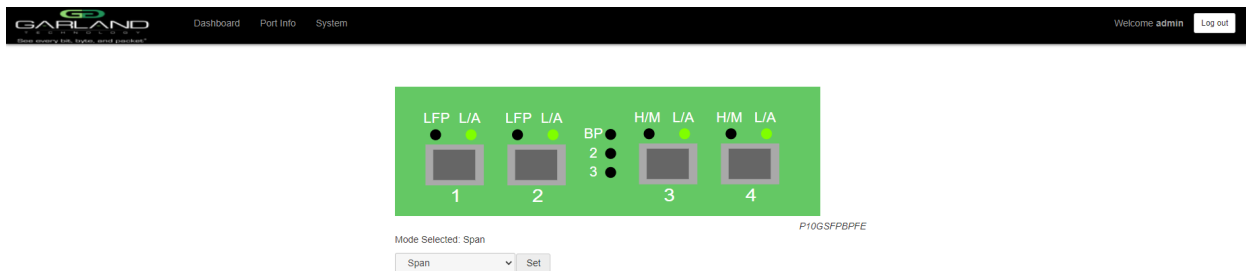 GARLAND
TECHNOLOGY
See every bit, byte, and packet®
Dashboard Port Info System
Welcome admin Log out
LFP L/A LFP L/A H/M L/A H/M L/A
BP
2
3
1 2 3 4
P10GSFPBPFE
Mode Selected: Span
Span Set